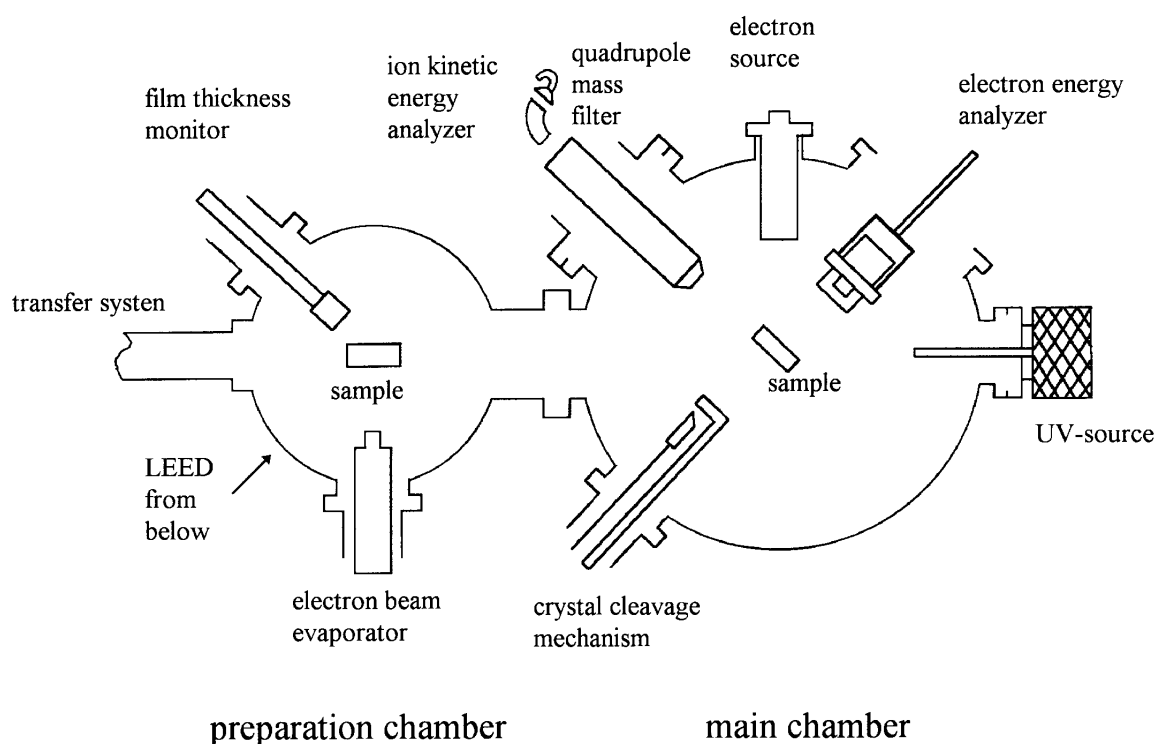 electron
source
ion kinetic
energy
analyzer
quadrupole
mass
filter
film thickness
monitor
electron energy
analyzer
transfer systen
sample
sample
UV-source
LEED
from
below
electron beam
evaporator
crystal cleavage
mechanism
preparation chamber
main chamber